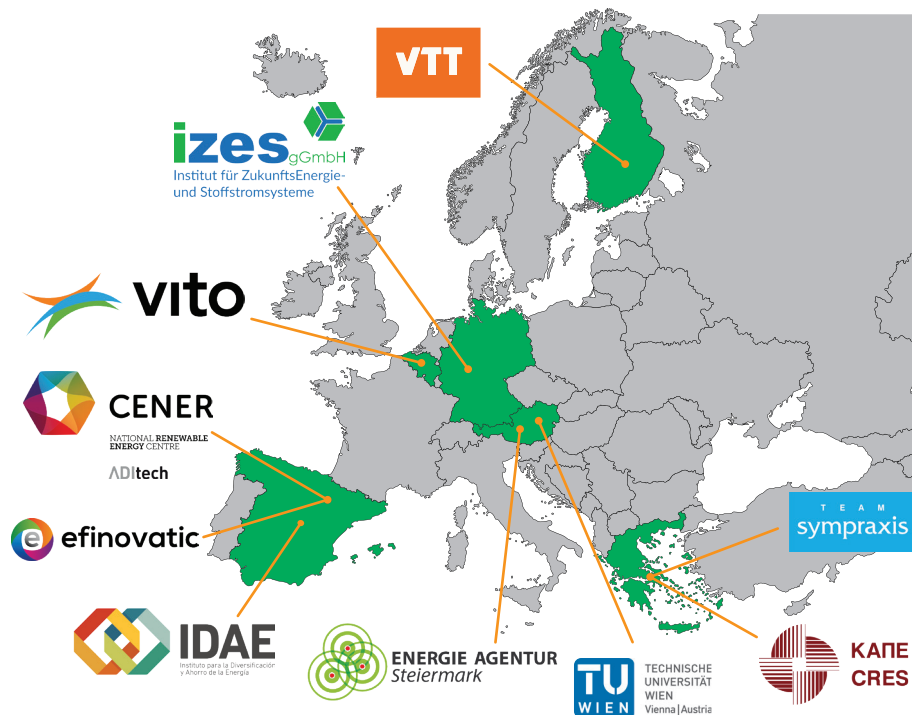 VTT
izes gGmbH
Institut für ZukunftsEnergie-
und Stoffstromsysteme
vito
CENER
NATIONAL RENEWABLE
ENERGY CENTRE
ADItech
e efinovatic
TEAM
sympraxis
IDAE
Instituto para la Diversificación
y Ahorro de la Energía
ENERGIE AGENTUR
Steiermark
TU
WIEN
TECHNISCHE
UNIVERSITÄT
WIEN
Vienna|Austria
ΚΑΠΕ
CRES